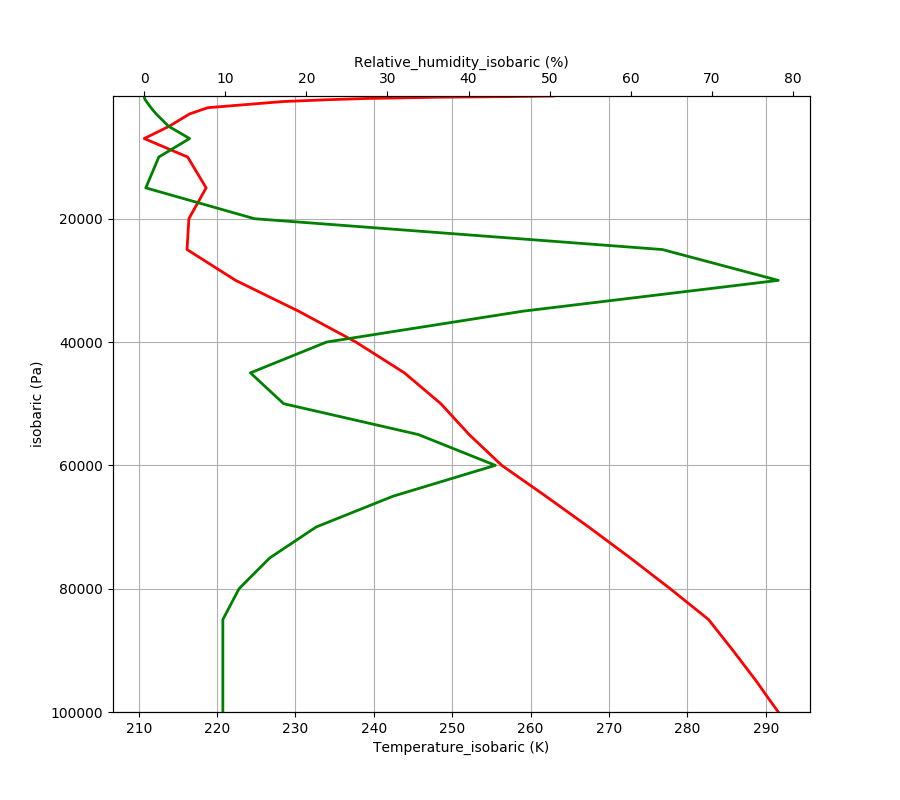 Relative_humidity_isobaric (%)
0 10 20 30 40 50 60 70 80
20000
40000
60000
80000
100000
isobaric (Pa)
210 220 230 240 250 260 270 280 290
Temperature_isobaric (K)